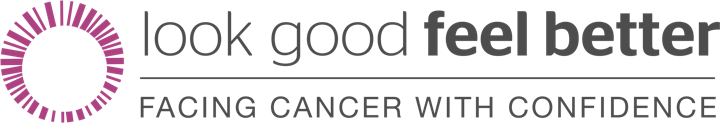 look good feel better
FACING CANCER WITH CONFIDENCE